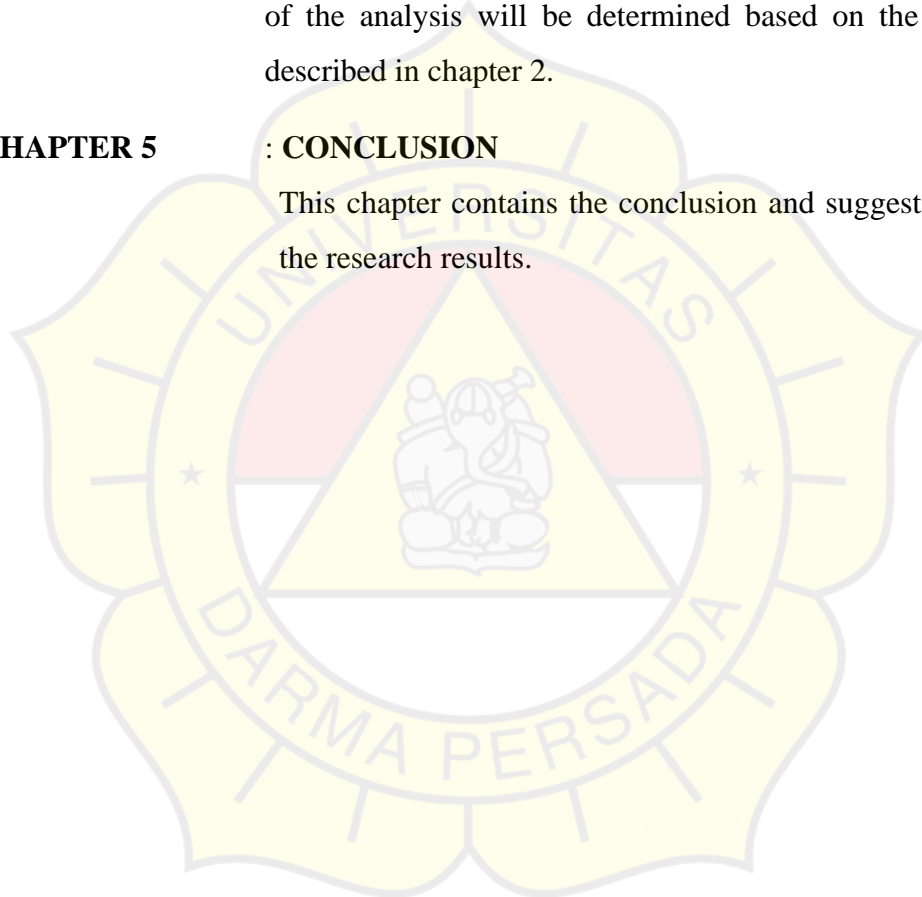 of the analysis will be determined based on the
described in chapter 2.
HAPTER 5 : CONCLUSION
This chapter contains the conclusion and suggest
the research results.
UNIVERSITAS
DARMA PERSADA